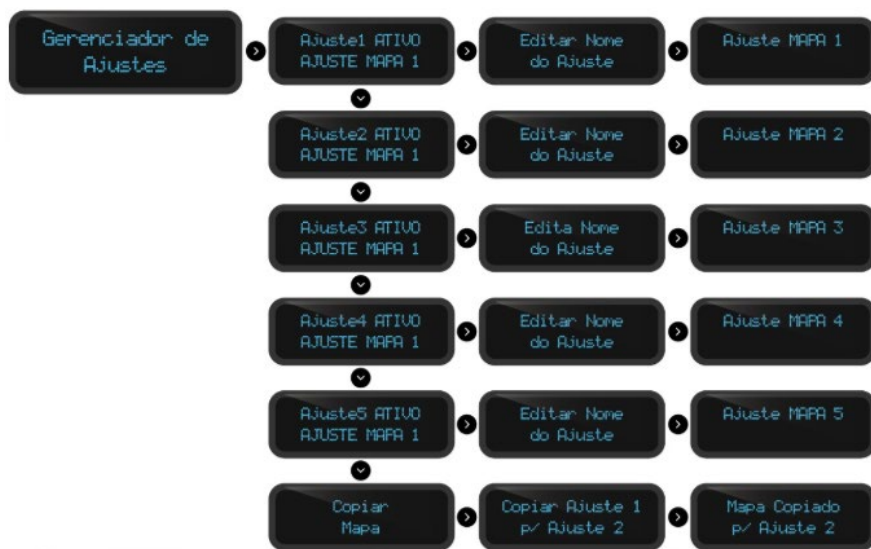 Gerenciador de
Ajustes
Ajuste1 ATIVO
AJUSTE MAPA 1
Editar Nome
do Ajuste
Ajuste MAPA 1
Ajuste2 ATIVO
AJUSTE MAPA 1
Editar Nome
do Ajuste
Ajuste MAPA 2
Ajuste3 ATIVO
AJUSTE MAPA 1
Edita Nome
do Ajuste
Ajuste MAPA 3
Ajuste4 ATIVO
AJUSTE MAPA 1
Editar Nome
do Ajuste
Ajuste MAPA 4
Ajuste5 ATIVO
AJUSTE MAPA 1
Editar Nome
do Ajuste
Ajuste MAPA 5
Copiar
Mapa
Copiar Ajuste 1
p/ Ajuste 2
Mapa Copiado
p/ Ajuste 2